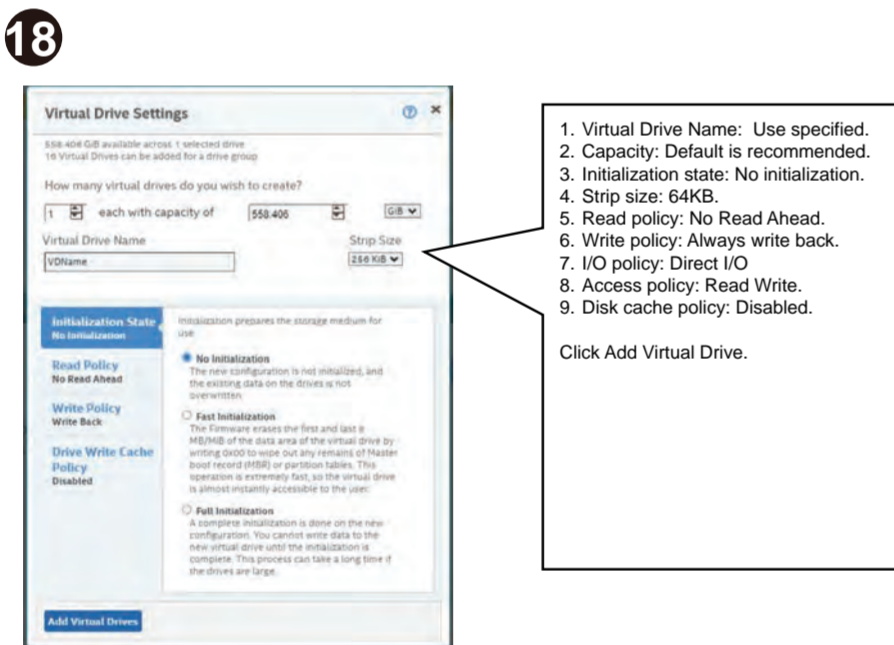 18
Virtual Drive Settings
558.406 GiB available across 1 selected drive
16 Virtual Drives can be added for a drive group
How many virtual drives do you wish to create?
1 each with capacity of 558.406 GiB
Virtual Drive Name Strip Size
VDName 256 KiB
Initialization State
No Initialization
Read Policy
No Read Ahead
Write Policy
Write Back
Drive Write Cache
Policy
Disabled
Initialization prepares the storage medium for
use
No Initialization
The new configuration is not initialized, and
the existing data on the drives is not
overwritten
Fast Initialization
The Firmware erases the first and last 8
MB/MiB of the data area of the virtual drive by
writing 0x00 to wipe out any remains of Master
boot record (MBR) or partition tables. This
operation is extremely fast, so the virtual drive
is almost instantly accessible to the user.
Full Initialization
A complete initialization is done on the new
configuration. You cannot write data to the
new virtual drive until the initialization is
complete. This process can take a long time if
the drives are large.
Add Virtual Drives
1. Virtual Drive Name: Use specified.
2. Capacity: Default is recommended.
3. Initialization state: No initialization.
4. Strip size: 64KB.
5. Read policy: No Read Ahead.
6. Write policy: Always write back.
7. I/O policy: Direct I/O
8. Access policy: Read Write.
9. Disk cache policy: Disabled.
Click Add Virtual Drive.